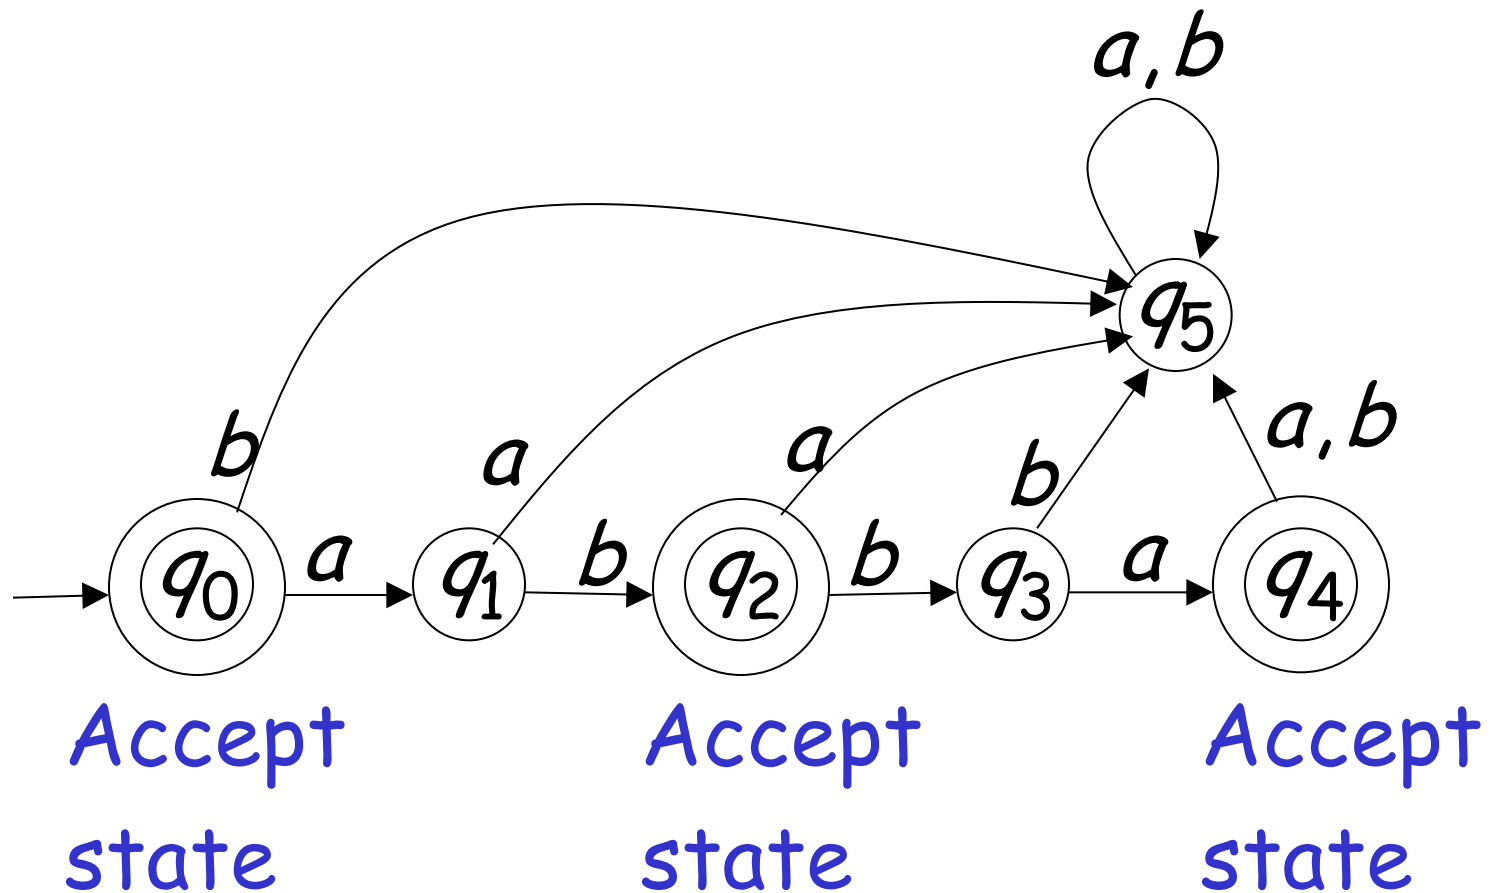 a,b
q5
b
a
a
b
a,b
q0
a
q1
b
q2
b
q3
a
q4
Accept state
Accept state
Accept state